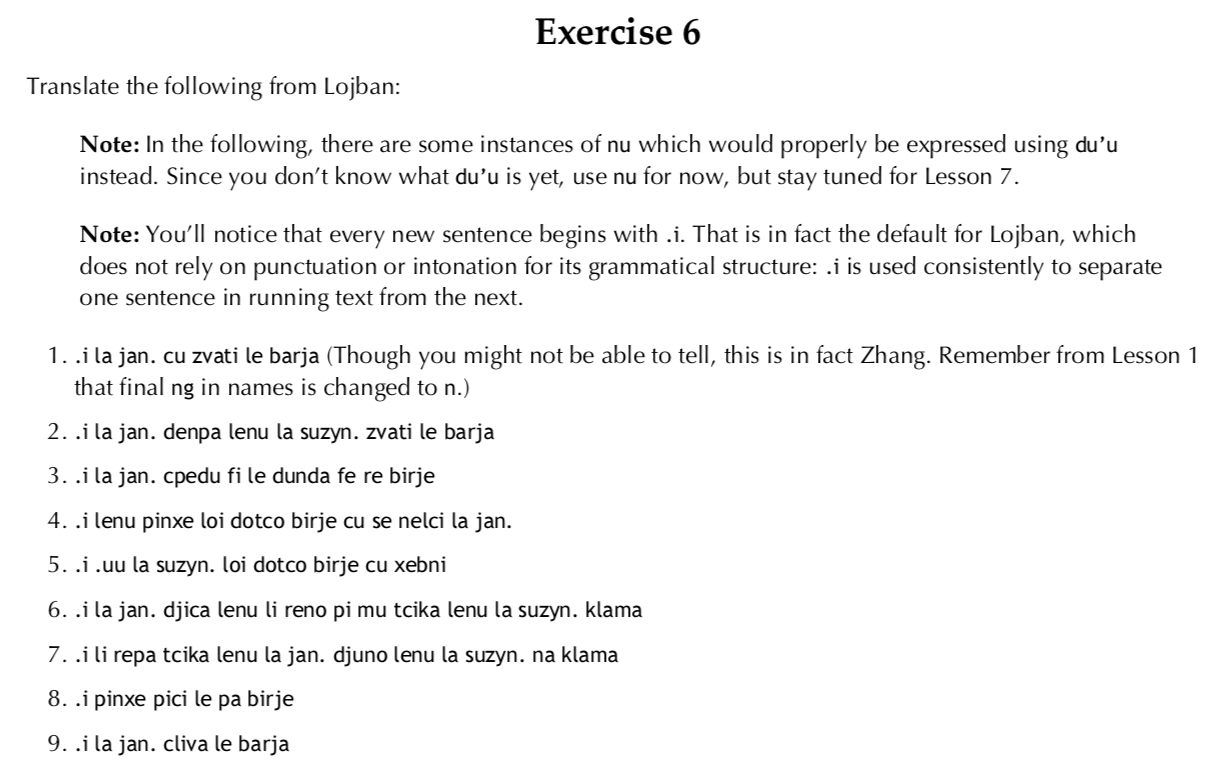 Exercise 6
Translate the following from Lojban:
Note: In the following, there are some instances of nu which would properly be expressed using du’u
instead. Since you don’t know what du’u is yet, use nu for now, but stay tuned for Lesson 7.
Note: You’ll notice that every new sentence begins with .i. That is in fact the default for Lojban, which
does not rely on punctuation or intonation for its grammatical structure: .i is used consistently to separate
one sentence in running text from the next.
1. .i la jan. cu zvati le barja (Though you might not be able to tell, this is in fact Zhang. Remember from Lesson 1
that final ng in names is changed to n.)
2. .i la jan. denpa lenu la suzyn. zvati le barja
3. .i la jan. cpedu fi le dunda fe re birje
4. .i lenu pinxe loi dotco birje cu se nelci la jan.
5. .i .uu la suzyn. loi dotco birje cu xebni
6. .i la jan. djica lenu li reno pi mu tcika lenu la suzyn. klama
7. .i li repa tcika lenu la jan. djuno lenu la suzyn. na klama
8. .i pinxe pici le pa birje
9. .i la jan. cliva le barja